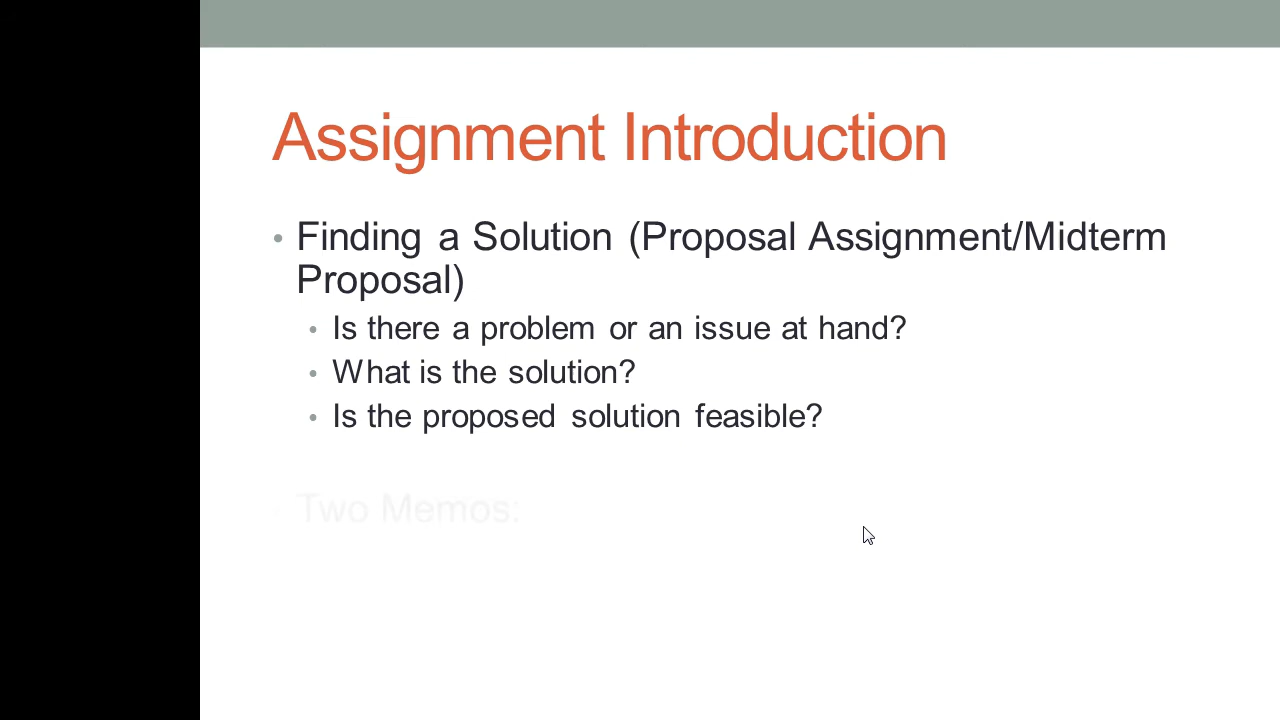 Assignment Introduction
• Finding a Solution (Proposal Assignment/Midterm
Proposal)
• Is there a problem or an issue at hand?
• What is the solution?
• Is the proposed solution feasible?
• Two Memos: